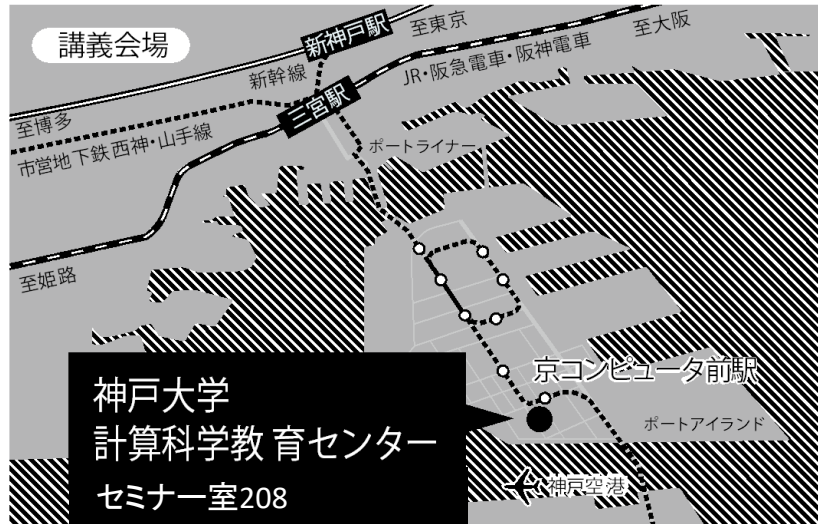 講義会場
新神戸駅
至東京
至大阪
新幹線
JR・阪急電車・阪神電車
三宮駅
至博多
市営地下鉄 西神・山手線
ポートライナー
至姫路
京コンピュータ前駅
神戸大学
計算科学教 育センター
セミナー室208
ポートアイランド
神戸空港